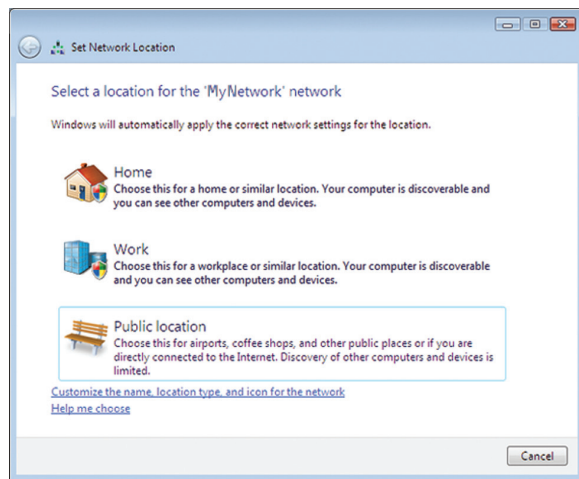 Set Network Location
Select a location for the 'MyNetwork' network
Windows will automatically apply the correct network settings for the location.
Home
Choose this for a home or similar location. Your computer is discoverable and
you can see other computers and devices.
Work
Choose this for a workplace or similar location. Your computer is discoverable
and you can see other computers and devices.
Public location
Choose this for airports, coffee shops, and other public places or if you are
directly connected to the Internet. Discovery of other computers and devices is
limited.
Customize the name, location type, and icon for the network
Help me choose
Cancel